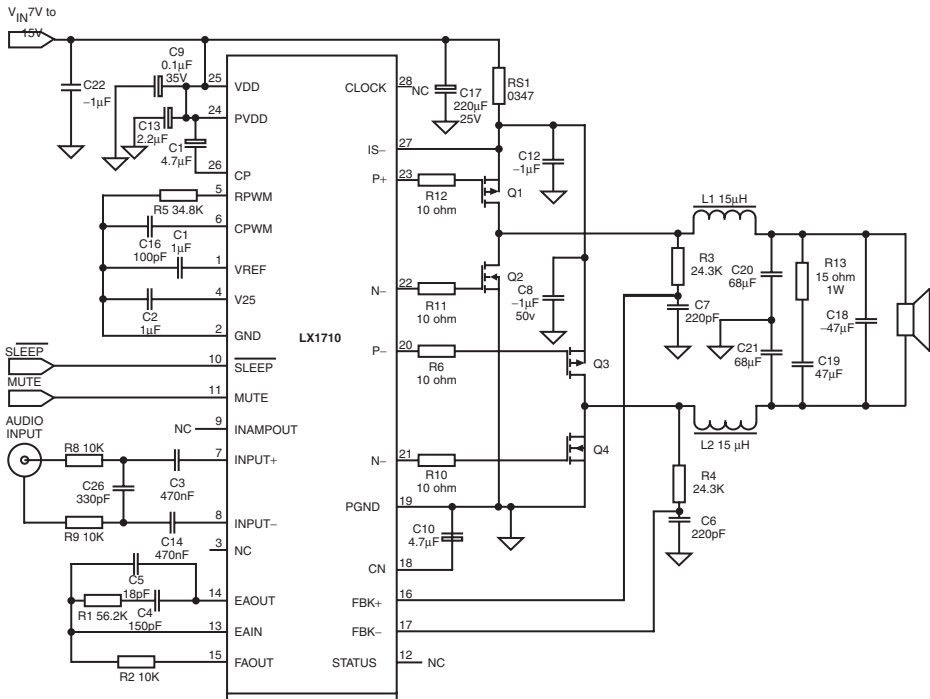 VIN7V to
15V
C22
–1µF
C9
0.1µF
35V
C13
2.2µF
C1
4.7µF
25 VDD
24 PVDD
26 CP
5 RPWM
R5 34.8K
6 CPWM
C16
100pF
C1
1µF
1 VREF
4 V25
C2
1µF
2 GND
SLEEP
10 SLEEP
MUTE
11 MUTE
NC 9 INAMPOUT
AUDIO
INPUT
R8 10K
7 INPUT+
C3
470nF
C26
330pF
R9 10K
8 INPUT–
C14
470nF
3 NC
C5
18pF
14 EAOUT
R1 56.2K
C4
150pF
13 EAIN
15 FAOUT
R2 10K
LX1710
CLOCK 28 NC
C17
220µF
25V
RS1
0347
IS– 27
C12
–1µF
P+ 23
R12
10 ohm
Q1
N– 22
R11
10 ohm
Q2
C8
–1µF
50v
P– 20
R6
10 ohm
Q3
N– 21
R10
10 ohm
Q4
PGND 19
C10
4.7µF
CN 18
FBK+ 16
FBK– 17
STATUS 12 NC
L1 15µH
R3
24.3K
C7
220pF
C20
68µF
R13
15 ohm
1W
C18
–47µF
C21
68µF
C19
47µF
L2 15 µH
R4
24.3K
C6
220pF